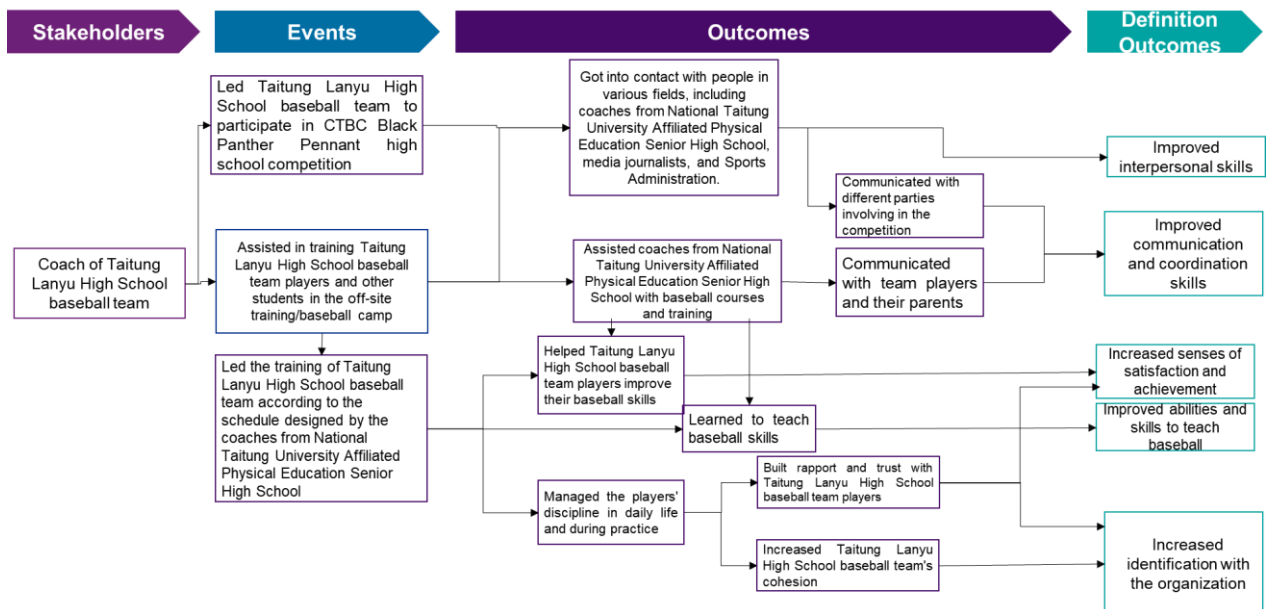 Stakeholders
Events
Outcomes
Definition
Outcomes
Led Taitung Lanyu High
School baseball team to
participate in CTBC Black
Panther Pennant high
school competition
Got into contact with people in
various fields, including
coaches from National Taitung
University Affiliated Physical
Education Senior High School,
media journalists, and Sports
Administration.
Improved
interpersonal skills
Communicated with
different parties
involving in the
competition
Coach of Taitung
Lanyu High School
baseball team
Assisted in training Taitung
Lanyu High School baseball
team players and other
students in the off-site
training/baseball camp
Assisted coaches from National
Taitung University Affiliated
Physical Education Senior High
School with baseball courses
and training
Communicated
with team players
and their parents
Improved
communication
and coordination
skills
Led the training of Taitung
Lanyu High School baseball
team according to the
schedule designed by the
coaches from National
Taitung University Affiliated
Physical Education Senior
High School
Helped Taitung Lanyu
High School baseball
team players improve
their baseball skills
Increased senses of
satisfaction and
achievement
Learned to teach
baseball skills
Improved abilities and
skills to teach
baseball
Managed the players'
discipline in daily life
and during practice
Built rapport and trust with
Taitung Lanyu High School
baseball team players
Increased Taitung Lanyu
High School baseball team's
cohesion
Increased
identification with
the organization